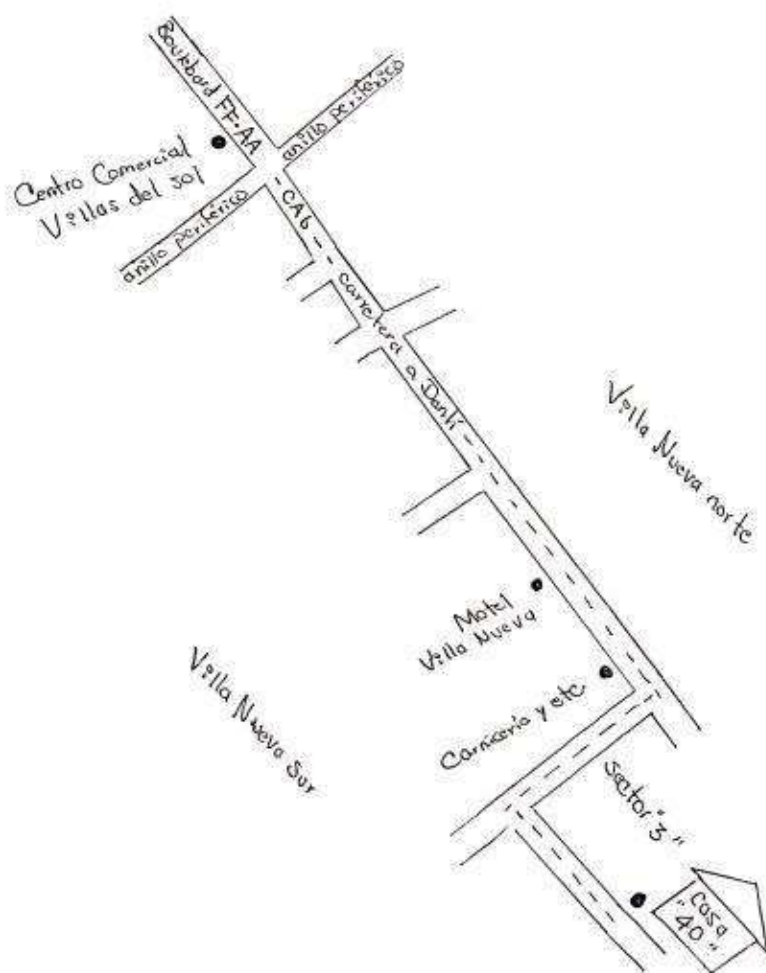 Boulebard FF.AA
anillo periférico
Centro Comercial
Villas del sol
anillo periférico
CA6
carretera a Danlí
Villa Nueva norte
Motel
Villa Nueva
Villa Nueva Sur
Carnicería y etc
Sector "3"
Casa
"40"